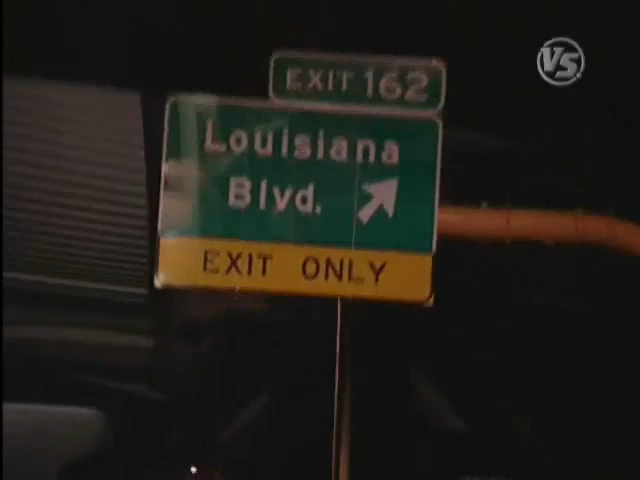 VS.
EXIT 162
Louisiana
Blvd.
EXIT ONLY